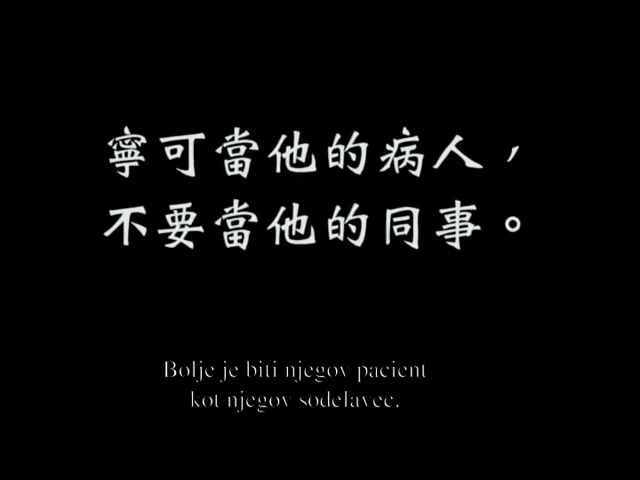 寧可當他的病人，
不要當他的同事。
Bolje je biti njegov pacient
kot njegov sodelavec.